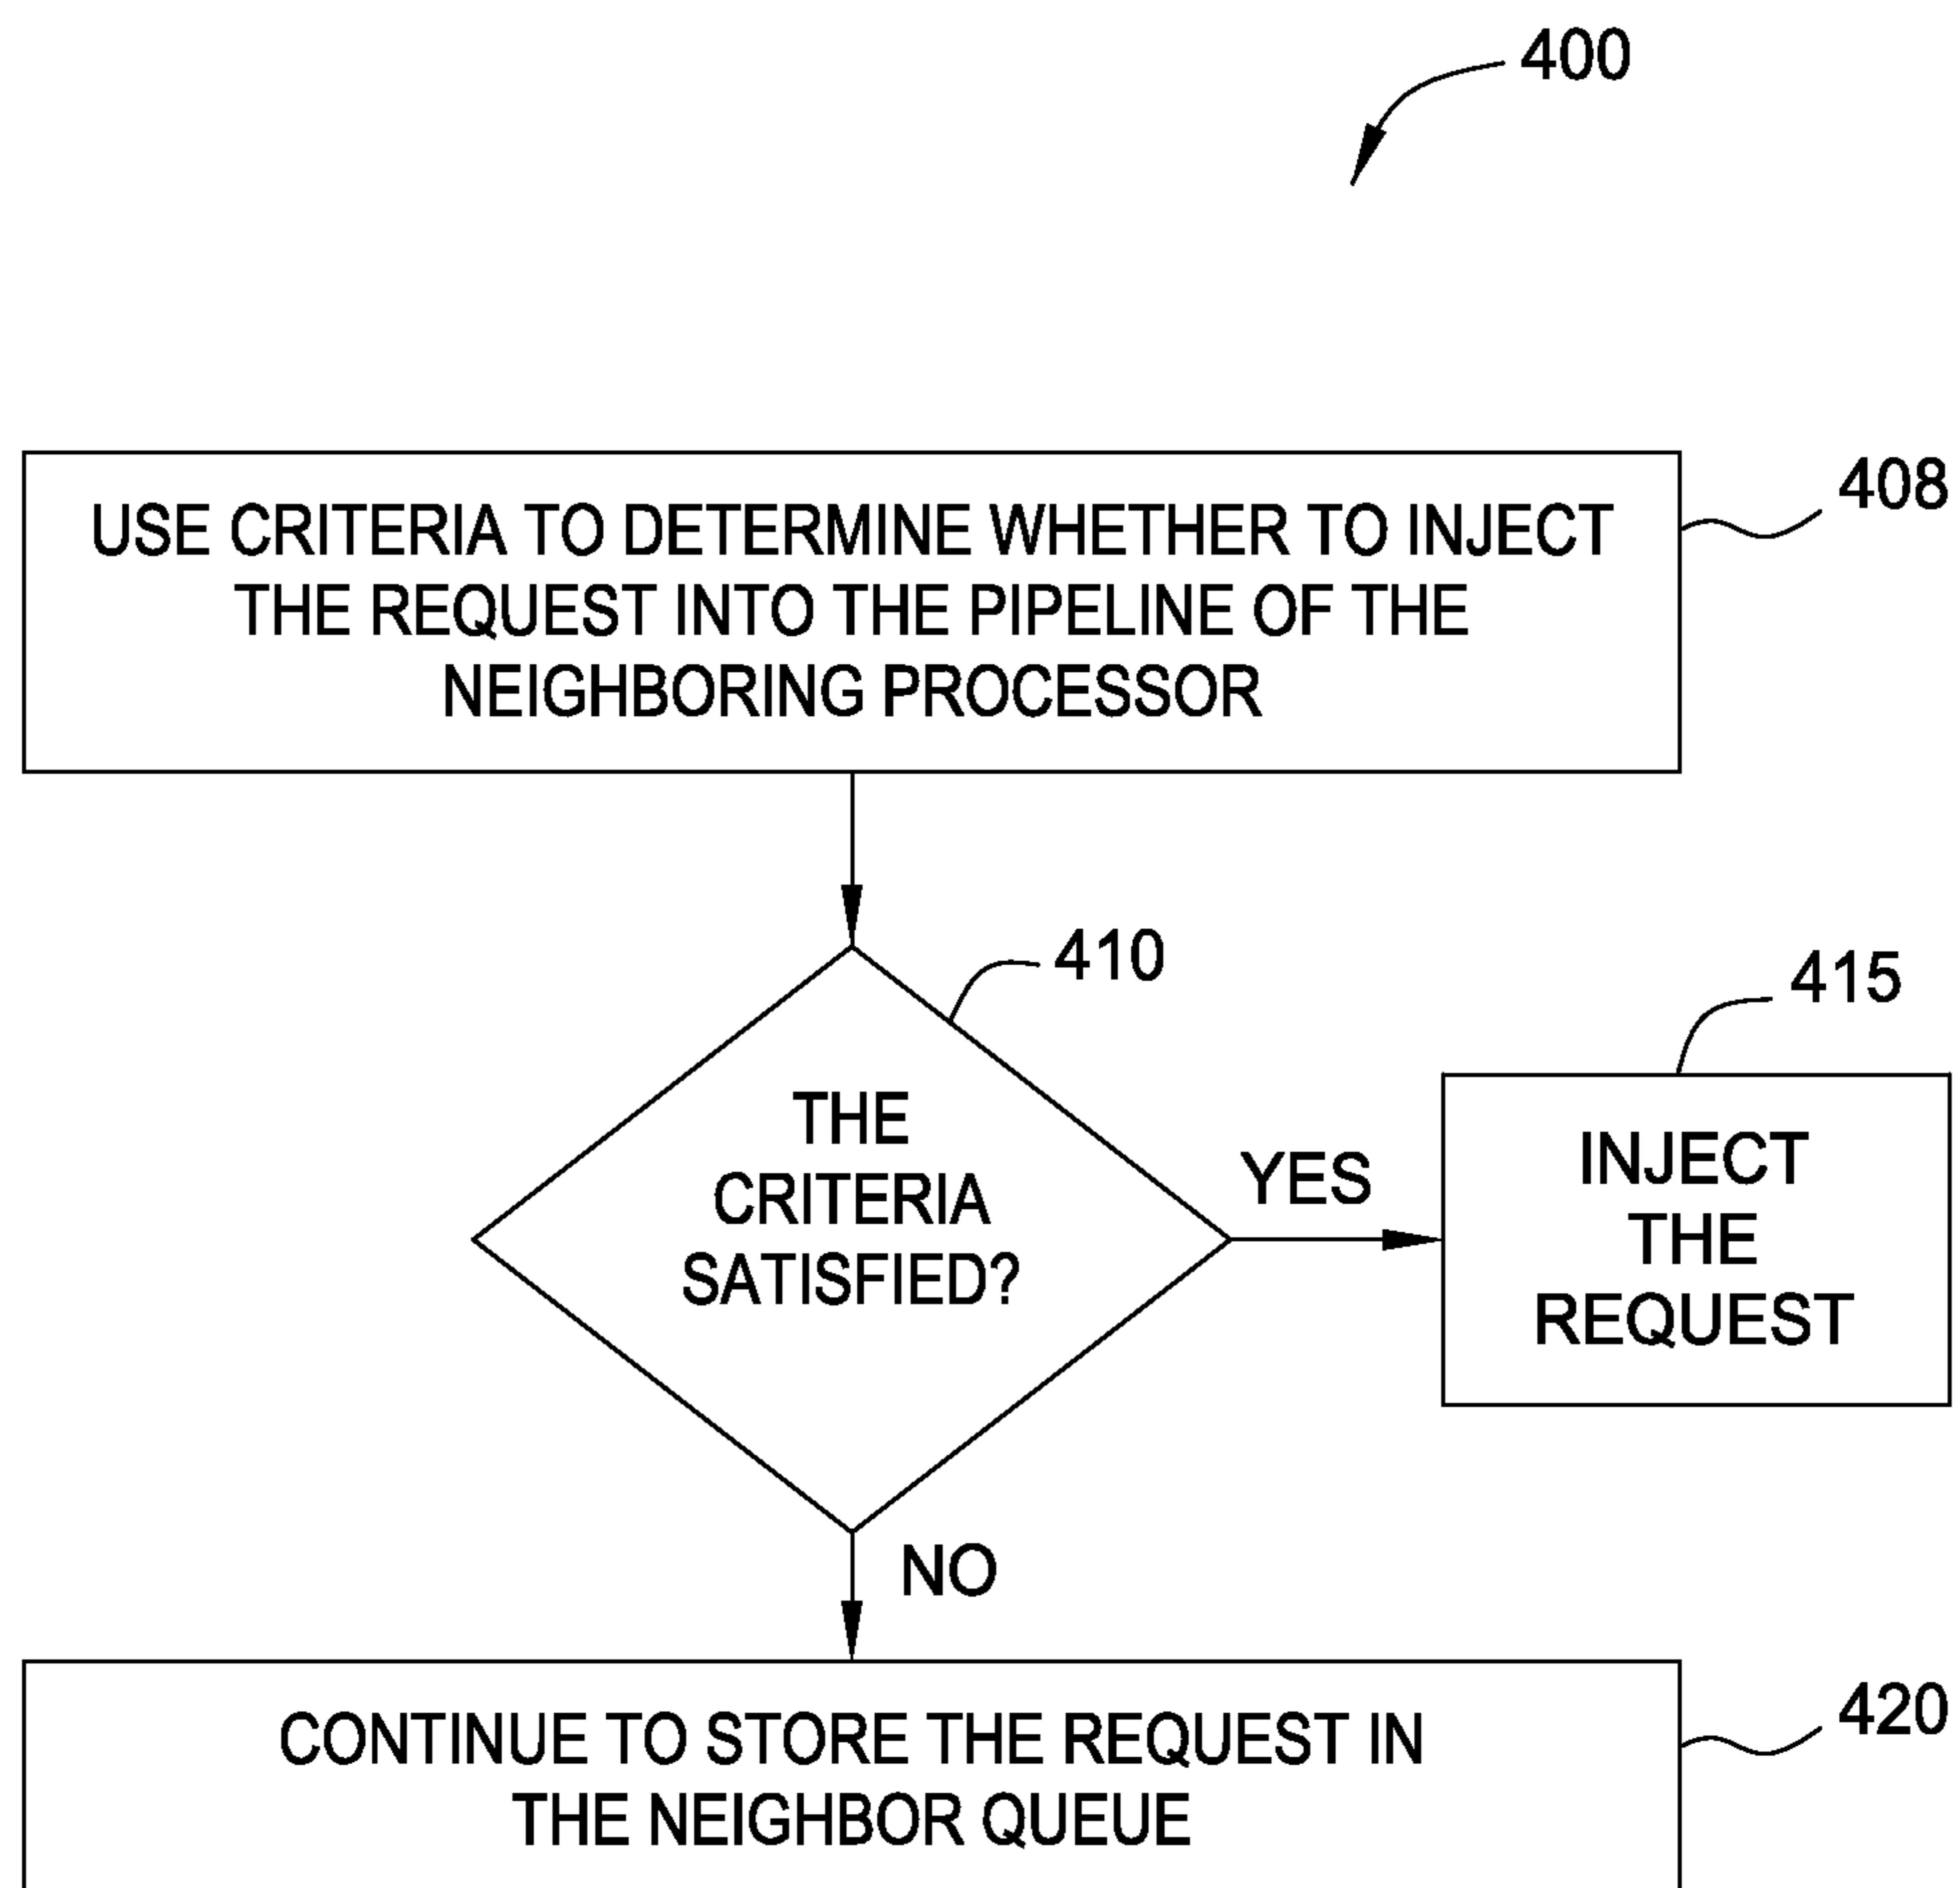 400
USE CRITERIA TO DETERMINE WHETHER TO INJECT
THE REQUEST INTO THE PIPELINE OF THE
NEIGHBORING PROCESSOR
408
410
THE
CRITERIA
SATISFIED?
YES
415
INJECT
THE
REQUEST
NO
CONTINUE TO STORE THE REQUEST IN
THE NEIGHBOR QUEUE
420